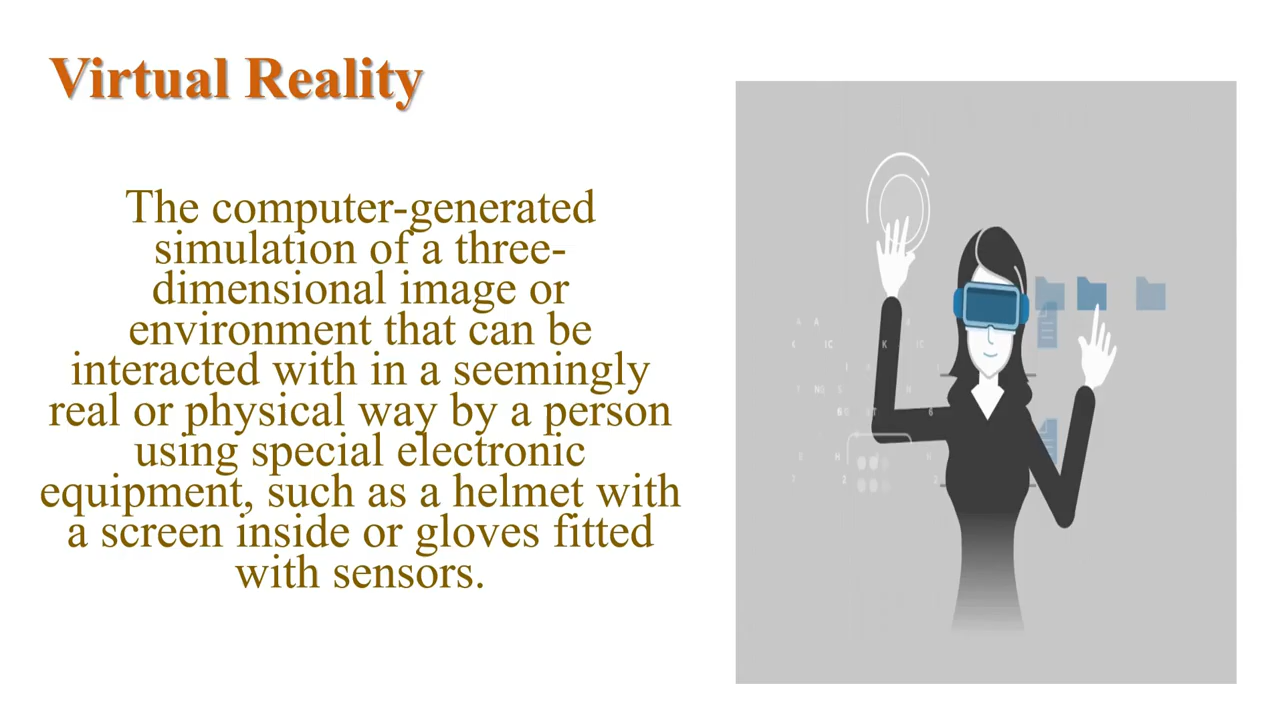 Virtual Reality
The computer-generated
simulation of a three-
dimensional image or
environment that can be
interacted with in a seemingly
real or physical way by a person
using special electronic
equipment, such as a helmet with
a screen inside or gloves fitted
with sensors.